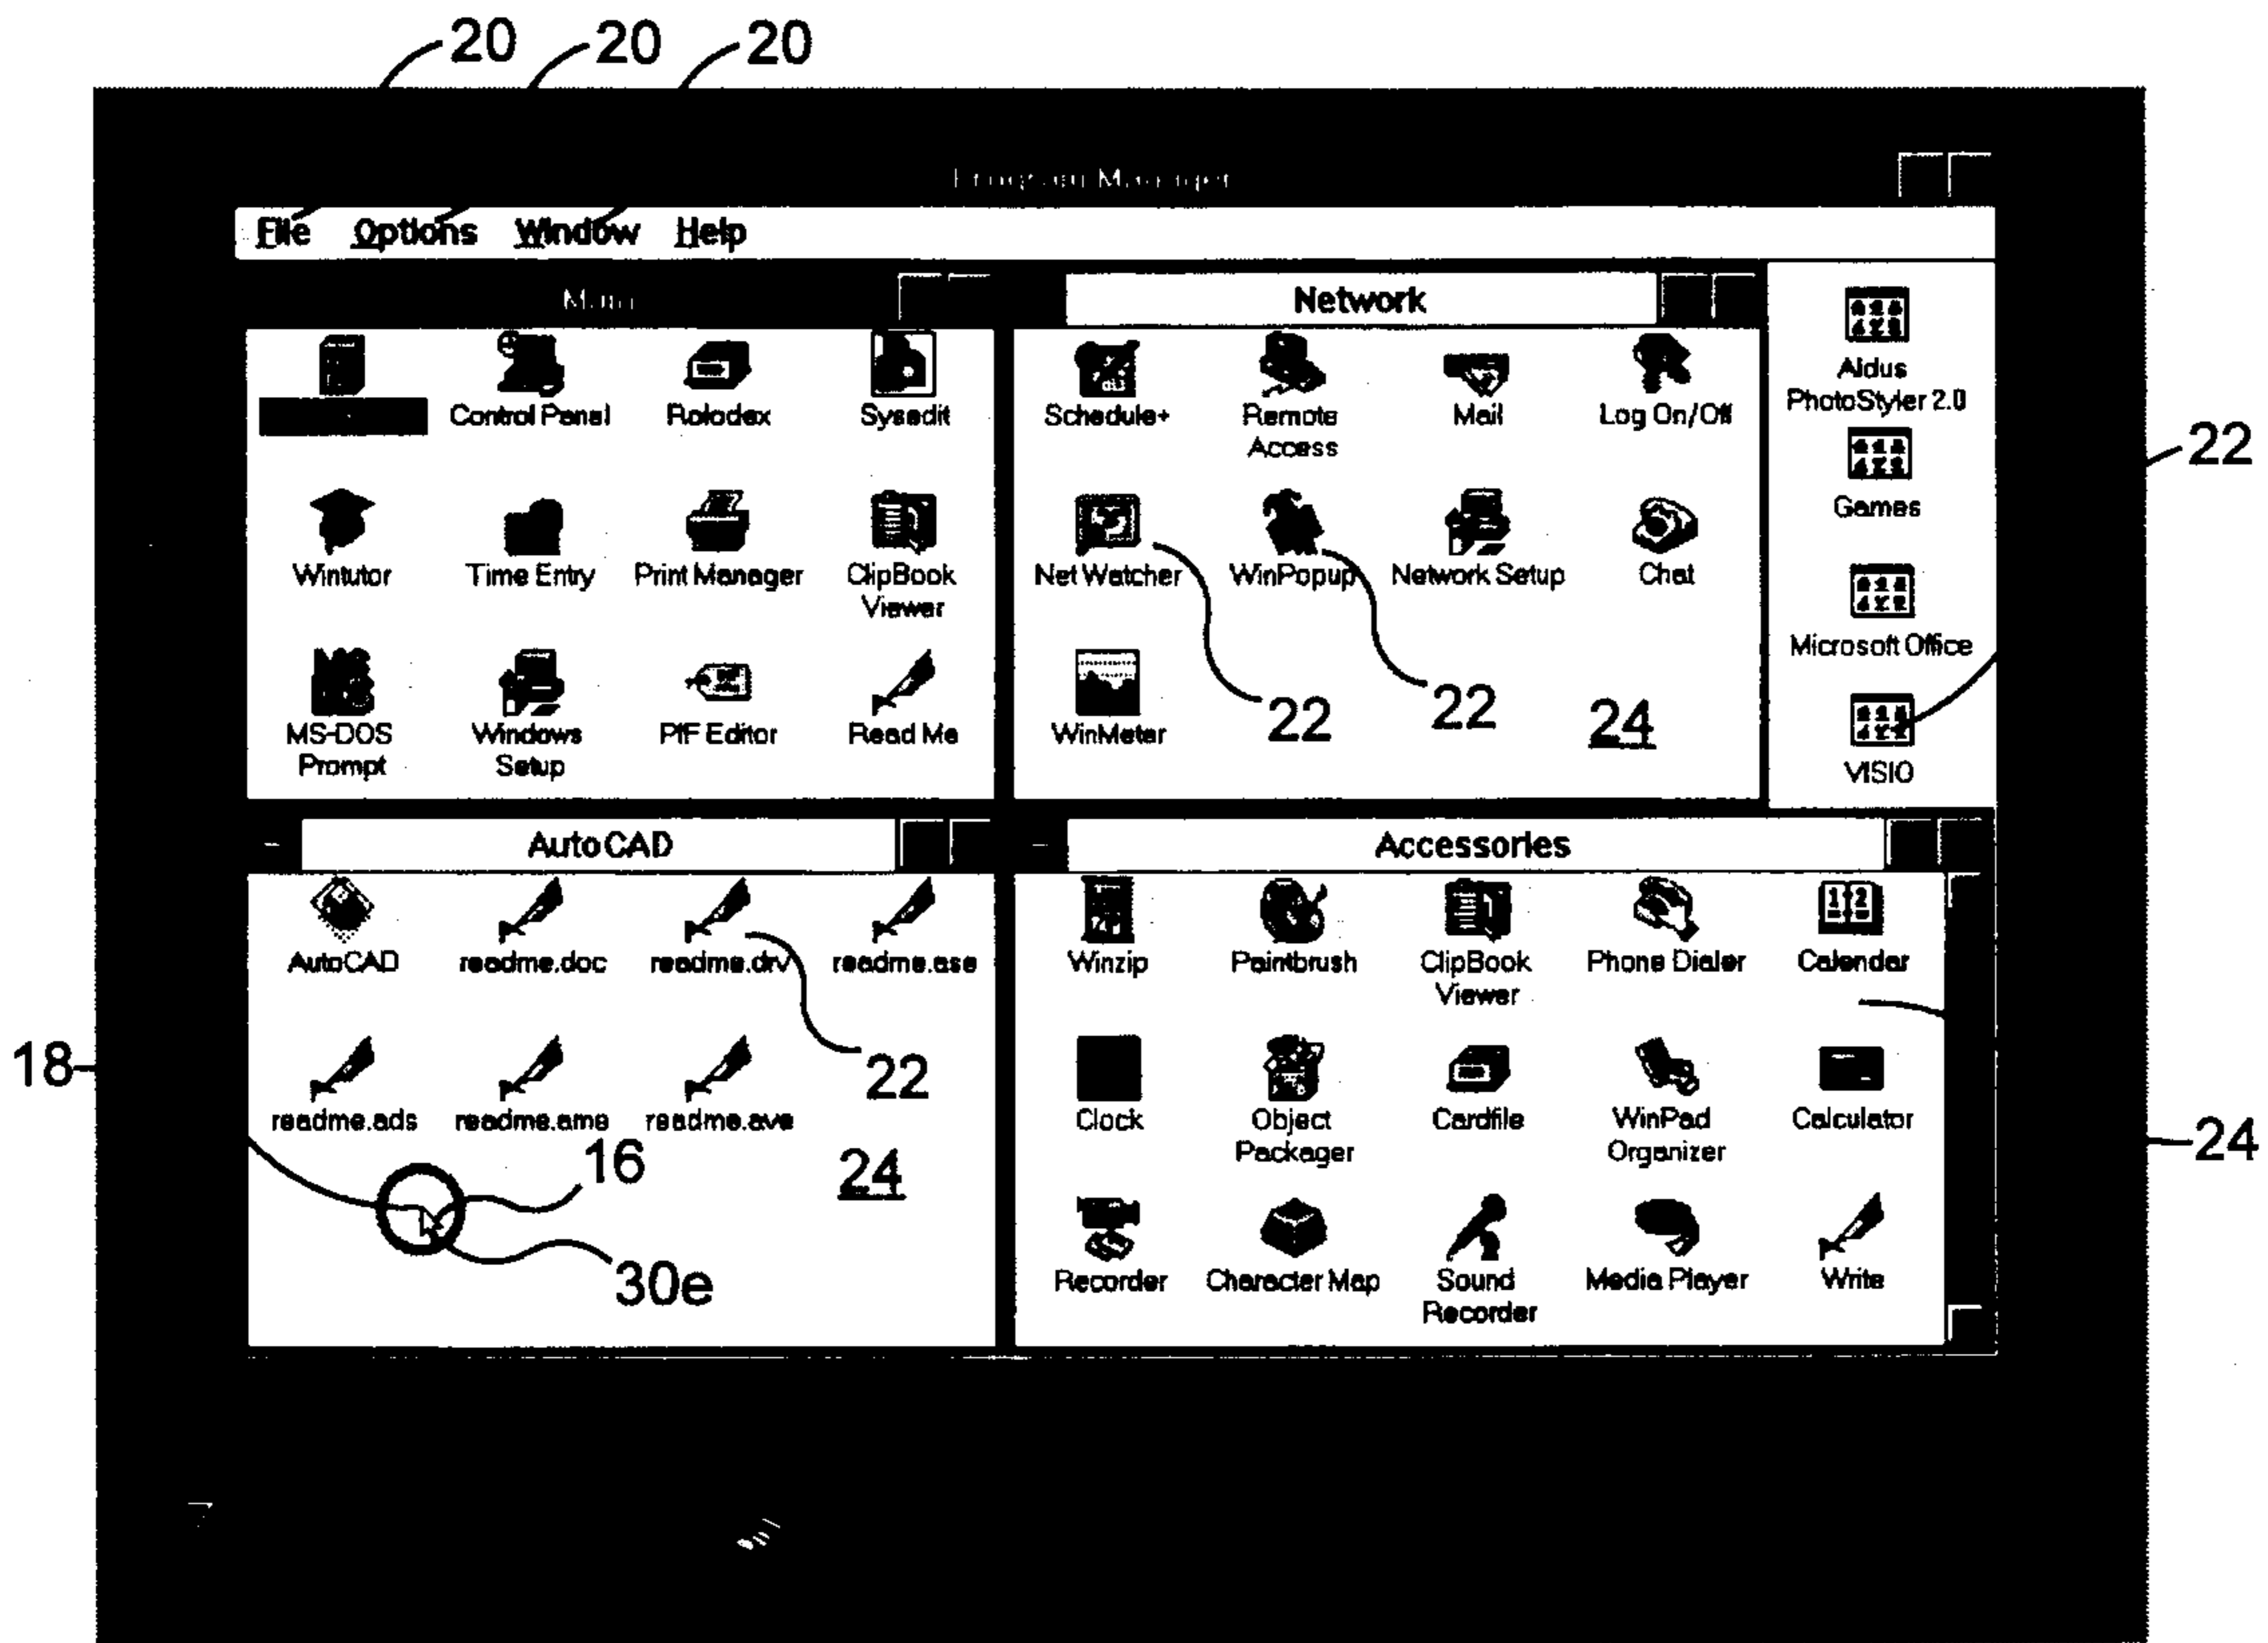 20 20 20
Program Manager
File Options Window Help
Main
Control Panel Rolodex Sysedit
Wintutor Time Entry Print Manager ClipBook Viewer
MS-DOS Prompt Windows Setup PIF Editor Read Me
Network
Schedule+ Remote Access Mail Log On/Off
Net Watcher WinPopup Network Setup Chat
WinMeter 22 22 24
Aldus PhotoStyler 2.0
22
Games
Microsoft Office
VISIO
AutoCAD
AutoCAD readme.doc readme.drv readme.ase
18
22
readme.ads readme.ame readme.ave
16 24
30e
Accessories
Winzip Paintbrush ClipBook Viewer Phone Dialer Calendar
Clock Object Packager Cardfile WinPad Organizer Calculator
24
Recorder Character Map Sound Recorder Media Player Write